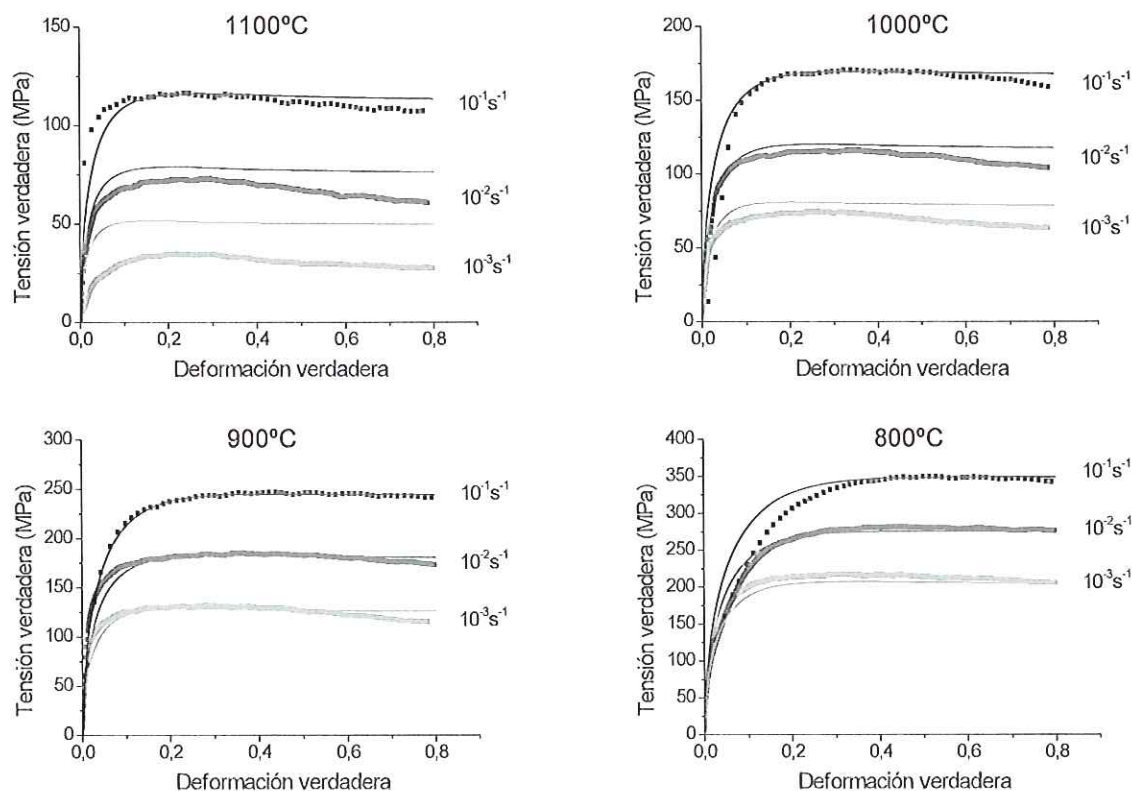 1100ºC
Tensión verdadera (MPa)
150
100
50
0
0,0 0,2 0,4 0,6 0,8
Deformación verdadera
10⁻¹s⁻¹
10⁻²s⁻¹
10⁻³s⁻¹
1000ºC
Tensión verdadera (MPa)
200
150
100
50
0
0,0 0,2 0,4 0,6 0,8
Deformación verdadera
10⁻¹s⁻¹
10⁻²s⁻¹
10⁻³s⁻¹
900ºC
Tensión verdadera (MPa)
300
250
200
150
100
50
0
0,0 0,2 0,4 0,6 0,8
Deformación verdadera
10⁻¹s⁻¹
10⁻²s⁻¹
10⁻³s⁻¹
800ºC
Tensión verdadera (MPa)
400
350
300
250
200
150
100
50
0
0,0 0,2 0,4 0,6 0,8
Deformación verdadera
10⁻¹s⁻¹
10⁻²s⁻¹
10⁻³s⁻¹